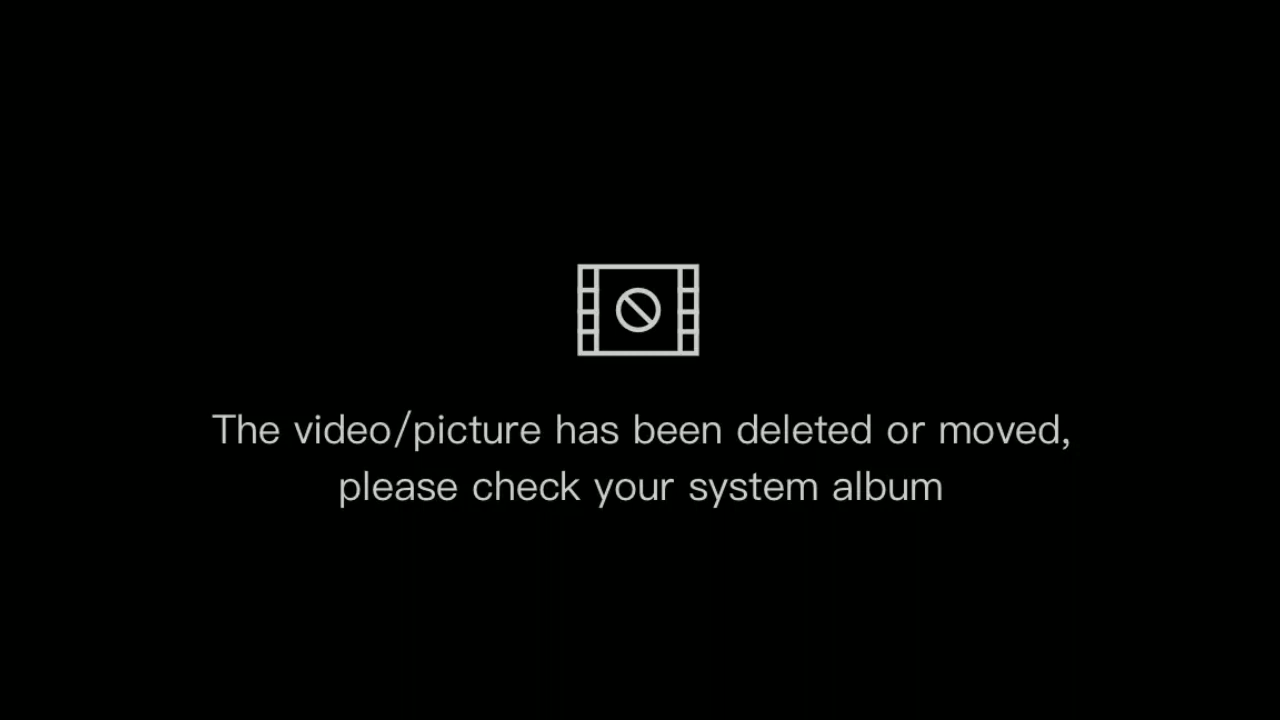 The video/picture has been deleted or moved,
please check your system album